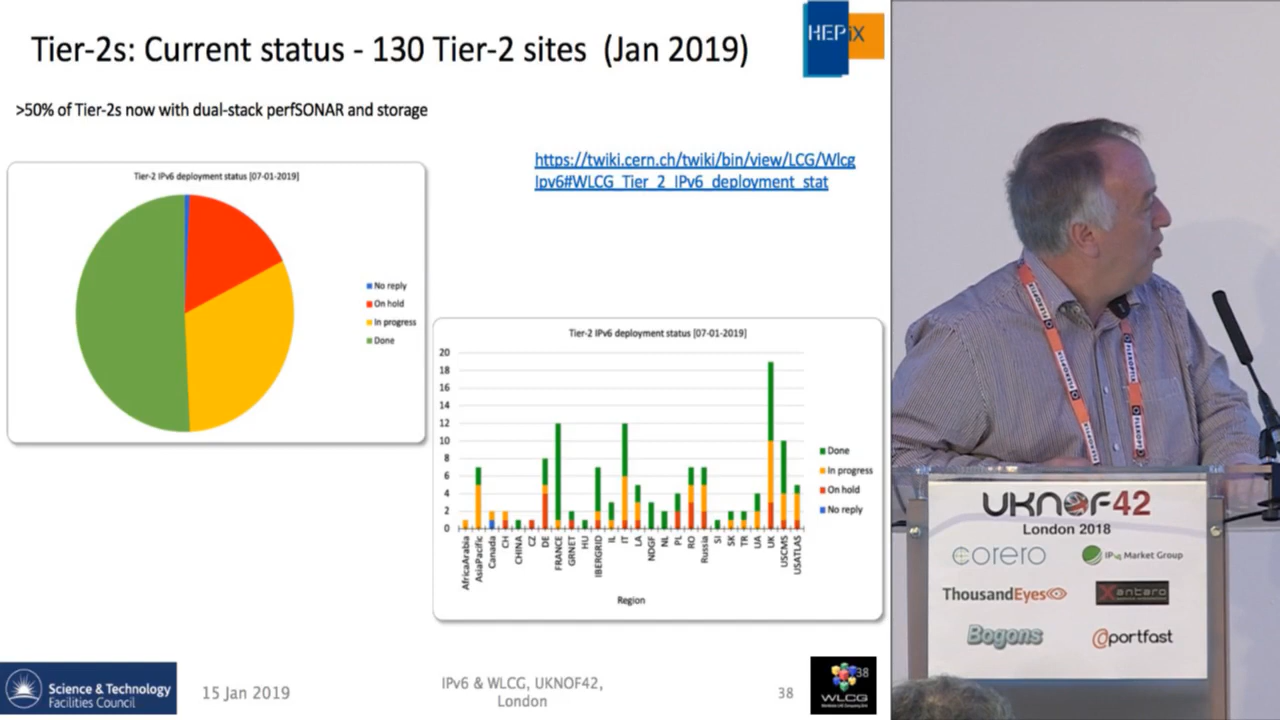 Tier-2s: Current status - 130 Tier-2 sites (Jan 2019)
HEPiX
>50% of Tier-2s now with dual-stack perfSONAR and storage
https://twiki.cern.ch/twiki/bin/view/LCG/Wlcg
Ipv6#WLCG_Tier_2_IPv6_deployment_stat
Tier-2 IPv6 deployment status [07-01-2019]
No reply
On hold
In progress
Done
Tier-2 IPv6 deployment status [07-01-2019]
20
18
16
14
12
10
8
6
4
2
0
Done
In progress
On hold
No reply
AfricaArabia
AsiaPacific
Canada
CH
CHINA
CZ
DE
FRANCE
GRNET
HU
IBERGRID
IL
IT
LA
NDGF
NL
PL
RO
Russia
SI
SK
TR
UA
UK
USCMS
USATLAS
Region
Science & Technology
Facilities Council
15 Jan 2019
IPv6 & WLCG, UKNOF42,
London
38
38
WLCG
FLEXOPTIX
UKNOF42
London 2018
corero
IPv4 Market Group
ThousandEyes
Xantaro
Bogons
portfast